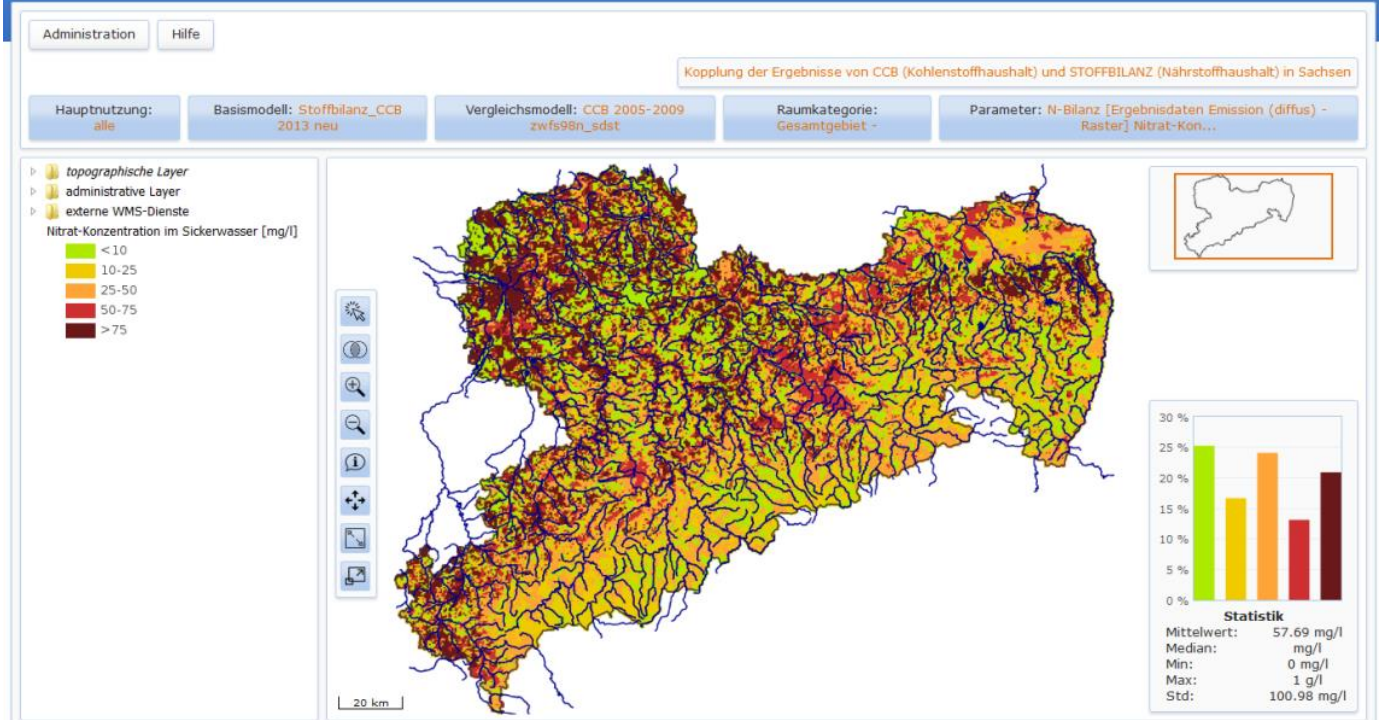 Administration
Hilfe
Kopplung der Ergebnisse von CCB (Kohlenstoffhaushalt) und STOFFBILANZ (Nährstoffhaushalt) in Sachsen
Hauptnutzung:
alle
Basismodell: Stoffbilanz_CCB
2013 neu
Vergleichsmodell: CCB 2005-2009
zwfs98n_sdst
Raumkategorie:
Gesamtgebiet -
Parameter: N-Bilanz [Ergebnisdaten Emission (diffus) -
Raster] Nitrat-Kon...
topographische Layer
administrative Layer
externe WMS-Dienste
Nitrat-Konzentration im Sickerwasser [mg/l]
<10
10-25
25-50
50-75
>75
20 km
30 %
25 %
20 %
15 %
10 %
5 %
0 %
Statistik
Mittelwert: 57.69 mg/l
Median: mg/l
Min: 0 mg/l
Max: 1 g/l
Std: 100.98 mg/l